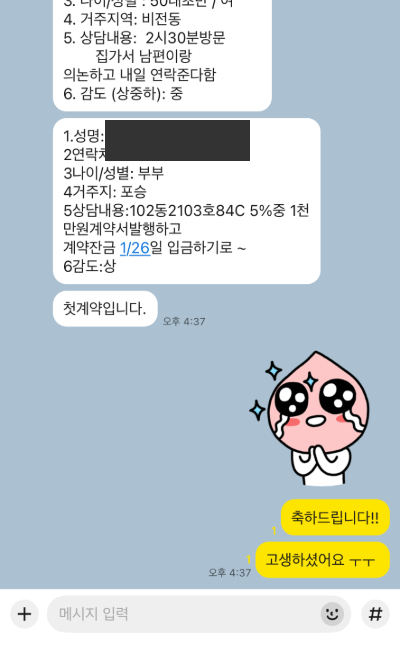 3. 나이/성별 : 50대초반 / 여
4. 거주지역: 비전동
5. 상담내용:  2시30분방문
집가서 남편이랑
의논하고 내일 연락준다함
6. 감도 (상중하): 중
1.성명:
2연락처
3나이/성별: 부부
4거주지: 포승
5상담내용:102동2103호84C 5%중 1천
만원계약서발행하고
계약잔금 1/26일 입금하기로 ~
6감도:상
첫계약입니다.
오후 4:37
축하드립니다!!
1
고생하셨어요 ㅜㅜ
1
오후 4:37
메시지 입력